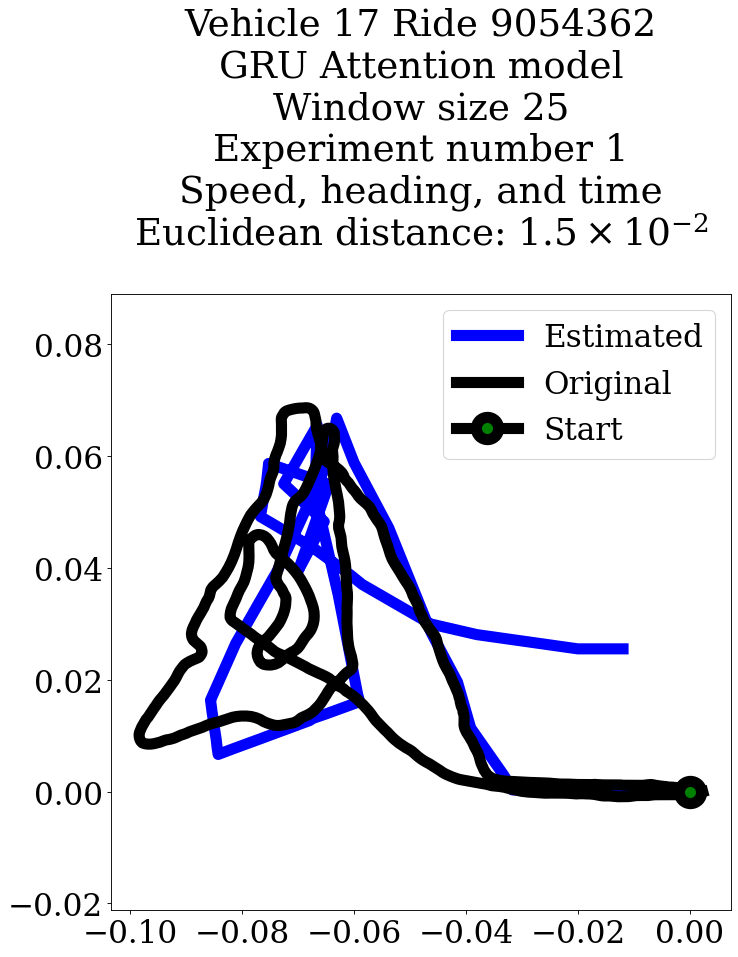 Vehicle 17 Ride 9054362
GRU Attention model
Window size 25
Experiment number 1
Speed, heading, and time
Euclidean distance: 1.5 × 10⁻²
Estimated
Original
Start
0.08
0.06
0.04
0.02
0.00
−0.02
−0.10 −0.08 −0.06 −0.04 −0.02 0.00